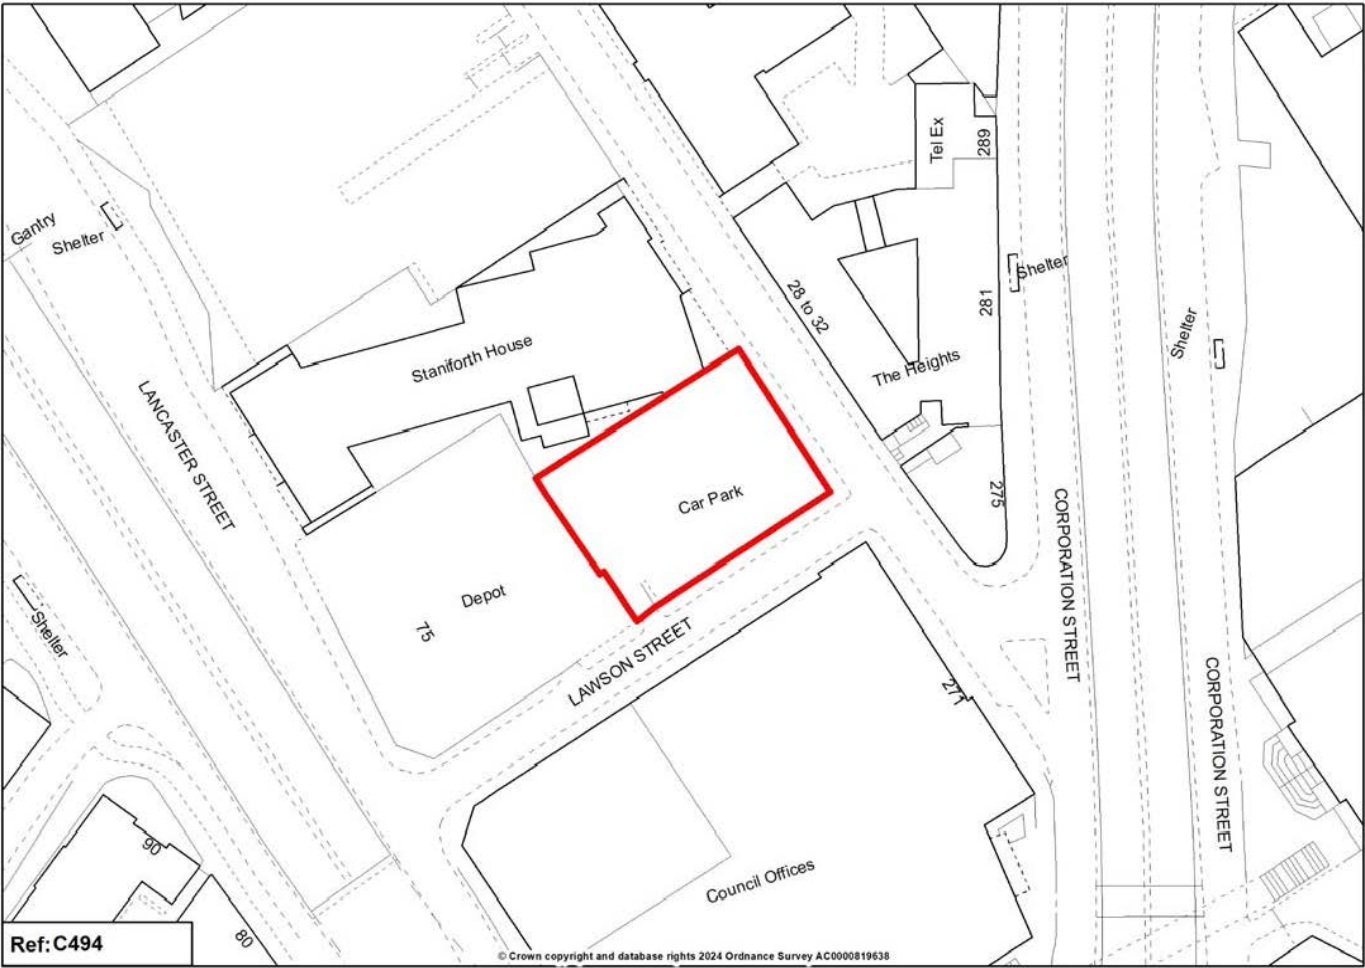 Tel Ex
289
Gantry
Shelter
Shelter
281
28 to 32
Shelter
Staniforth House
The Heights
LANCASTER STREET
Car Park
275
CORPORATION STREET
Depot
75
Shelter
LAWSON STREET
271
CORPORATION STREET
90
Council Offices
80
Ref:C494
© Crown copyright and database rights 2024 Ordnance Survey AC0000819638